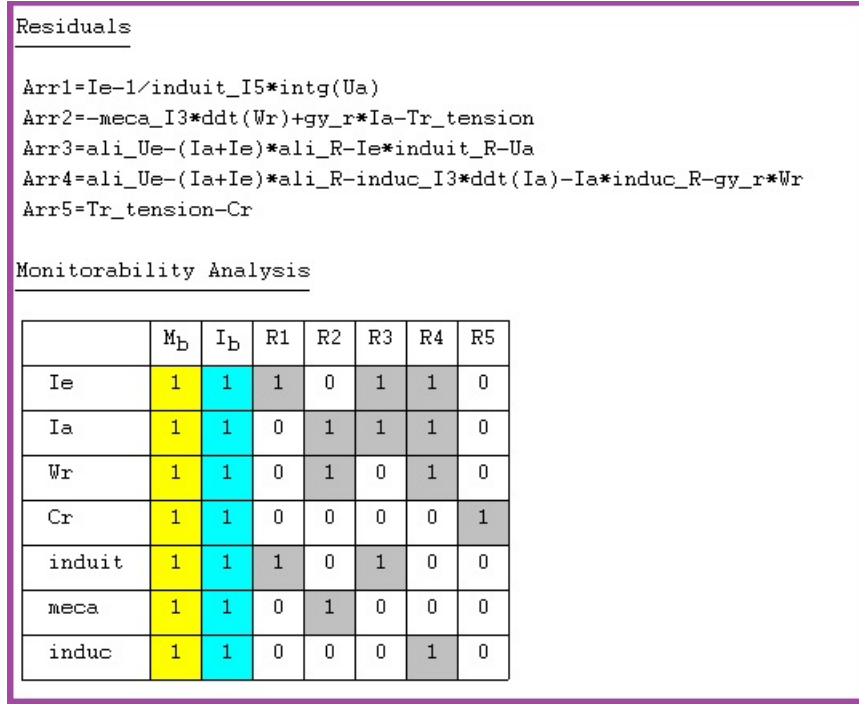 Residuals
Arr1=Ie-1/induit_I5*intg(Ua)
Arr2=-meca_I3*ddt(Wr)+gy_r*Ia-Tr_tension
Arr3=ali_Ue-(Ia+Ie)*ali_R-Ie*induit_R-Ua
Arr4=ali_Ue-(Ia+Ie)*ali_R-induc_I3*ddt(Ia)-Ia*induc_R-gy_r*Wr
Arr5=Tr_tension-Cr
Monitorability Analysis
Mb Ib R1 R2 R3 R4 R5
Ie 1 1 1 0 1 1 0
Ia 1 1 0 1 1 1 0
Wr 1 1 0 1 0 1 0
Cr 1 1 0 0 0 0 1
induit 1 1 1 0 1 0 0
meca 1 1 0 1 0 0 0
induc 1 1 0 0 0 1 0